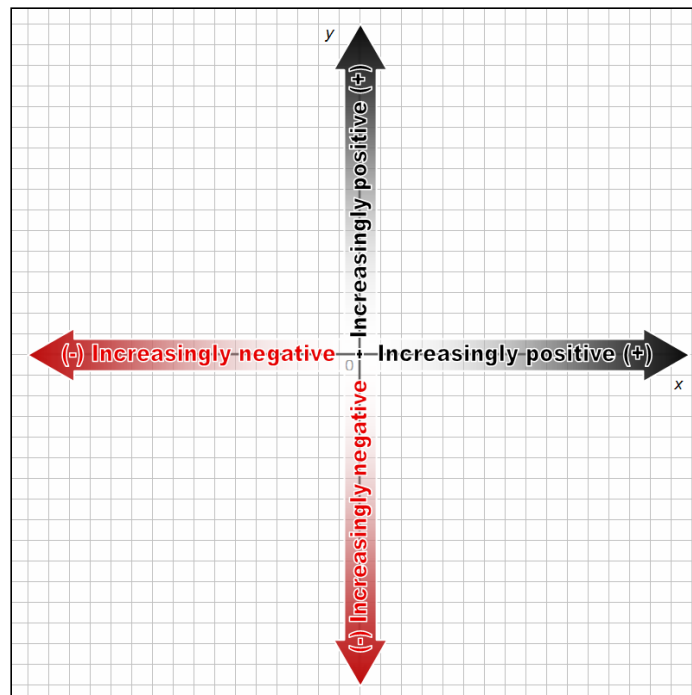 y
Increasingly positive (+)
(-) Increasingly negative
Increasingly positive (+)
0
x
(-) Increasingly negative